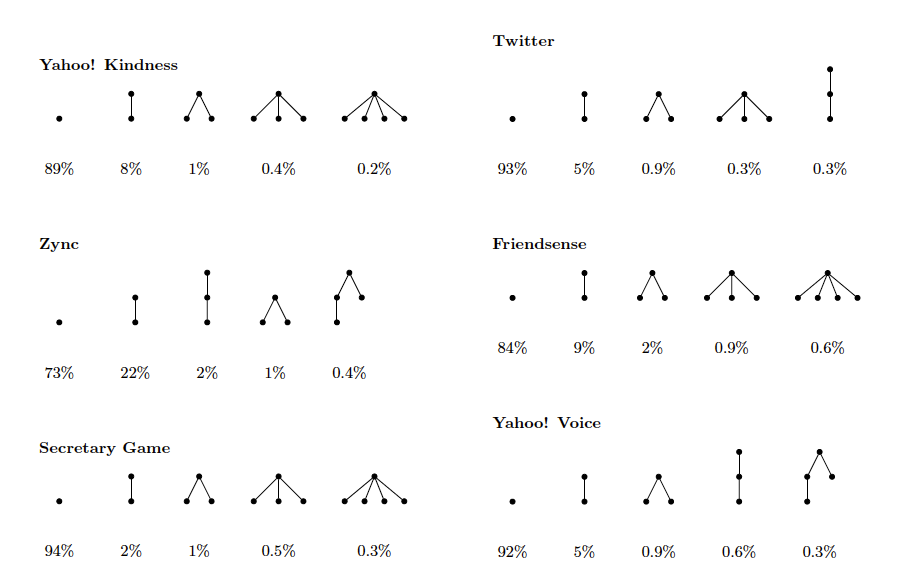 Yahoo! Kindness
89% 8% 1% 0.4% 0.2%
Zync
73% 22% 2% 1% 0.4%
Secretary Game
94% 2% 1% 0.5% 0.3%
Twitter
93% 5% 0.9% 0.3% 0.3%
Friendsense
84% 9% 2% 0.9% 0.6%
Yahoo! Voice
92% 5% 0.9% 0.6% 0.3%